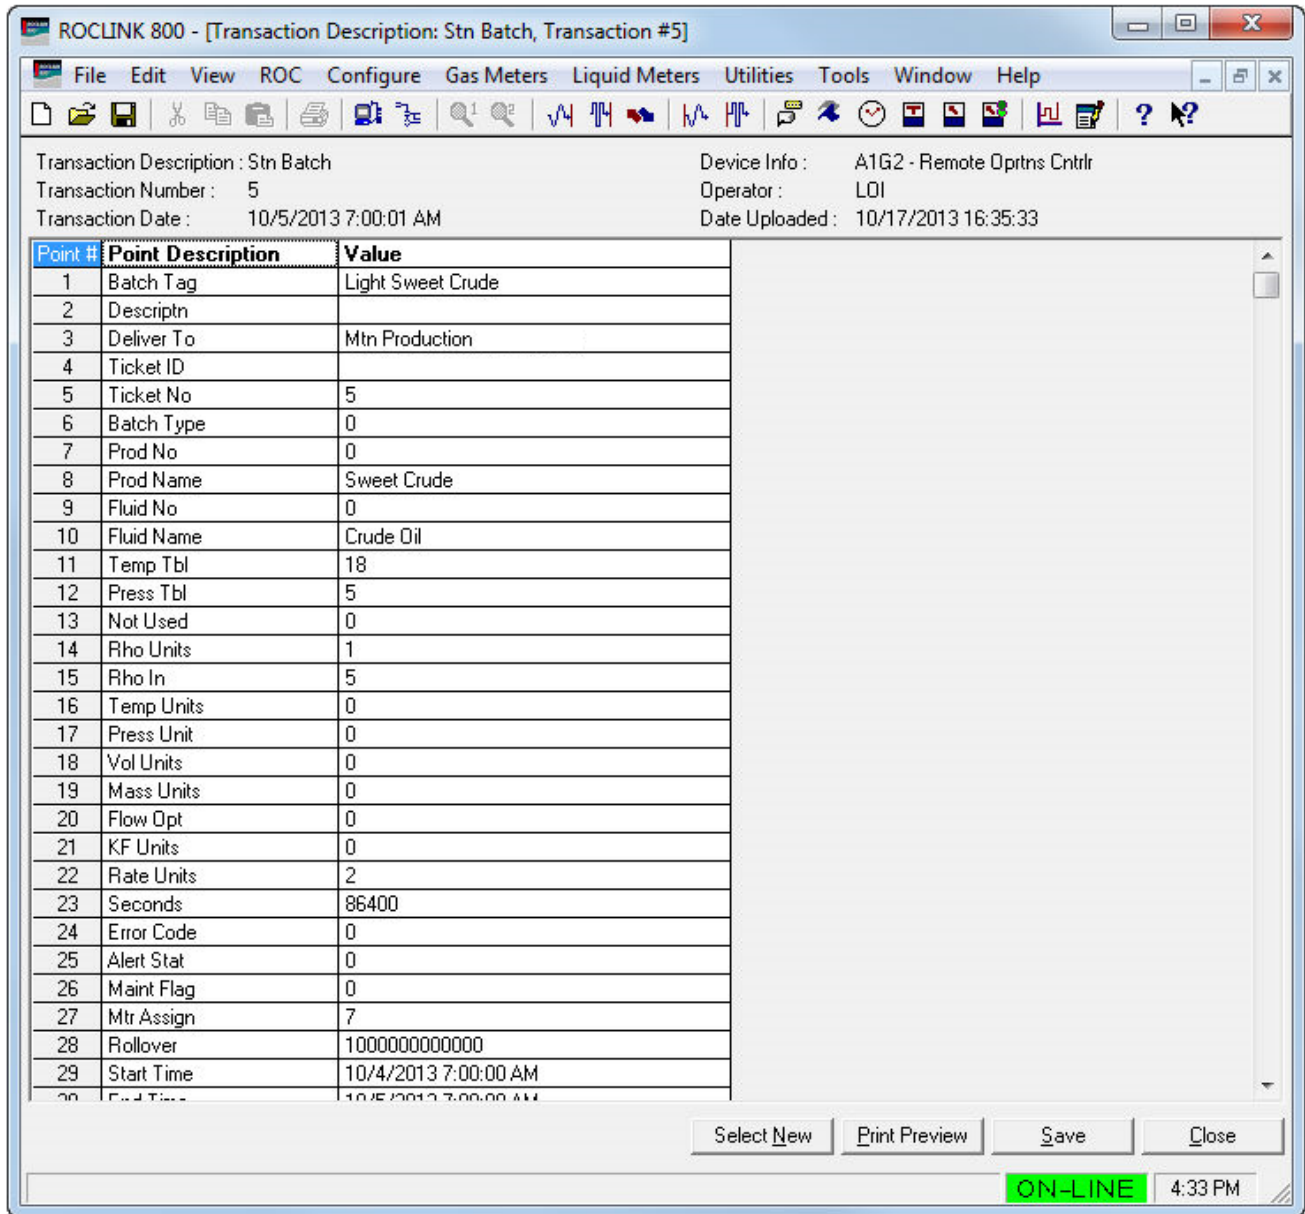 ROCLINK 800 - [Transaction Description: Stn Batch, Transaction #5]
File Edit View ROC Configure Gas Meters Liquid Meters Utilities Tools Window Help
Transaction Description : Stn Batch Device Info : A1G2 - Remote Oprtns Cntrlr
Transaction Number : 5 Operator : LOI
Transaction Date : 10/5/2013 7:00:01 AM Date Uploaded : 10/17/2013 16:35:33
Point # Point Description Value
1 Batch Tag Light Sweet Crude
2 Descriptn
3 Deliver To Mtn Production
4 Ticket ID
5 Ticket No 5
6 Batch Type 0
7 Prod No 0
8 Prod Name Sweet Crude
9 Fluid No 0
10 Fluid Name Crude Oil
11 Temp Tbl 18
12 Press Tbl 5
13 Not Used 0
14 Rho Units 1
15 Rho In 5
16 Temp Units 0
17 Press Unit 0
18 Vol Units 0
19 Mass Units 0
20 Flow Opt 0
21 KF Units 0
22 Rate Units 2
23 Seconds 86400
24 Error Code 0
25 Alert Stat 0
26 Maint Flag 0
27 Mtr Assign 7
28 Rollover 1000000000000
29 Start Time 10/4/2013 7:00:00 AM
30 End Time 10/5/2013 7:00:00 AM
Select New Print Preview Save Close
ON-LINE 4:33 PM